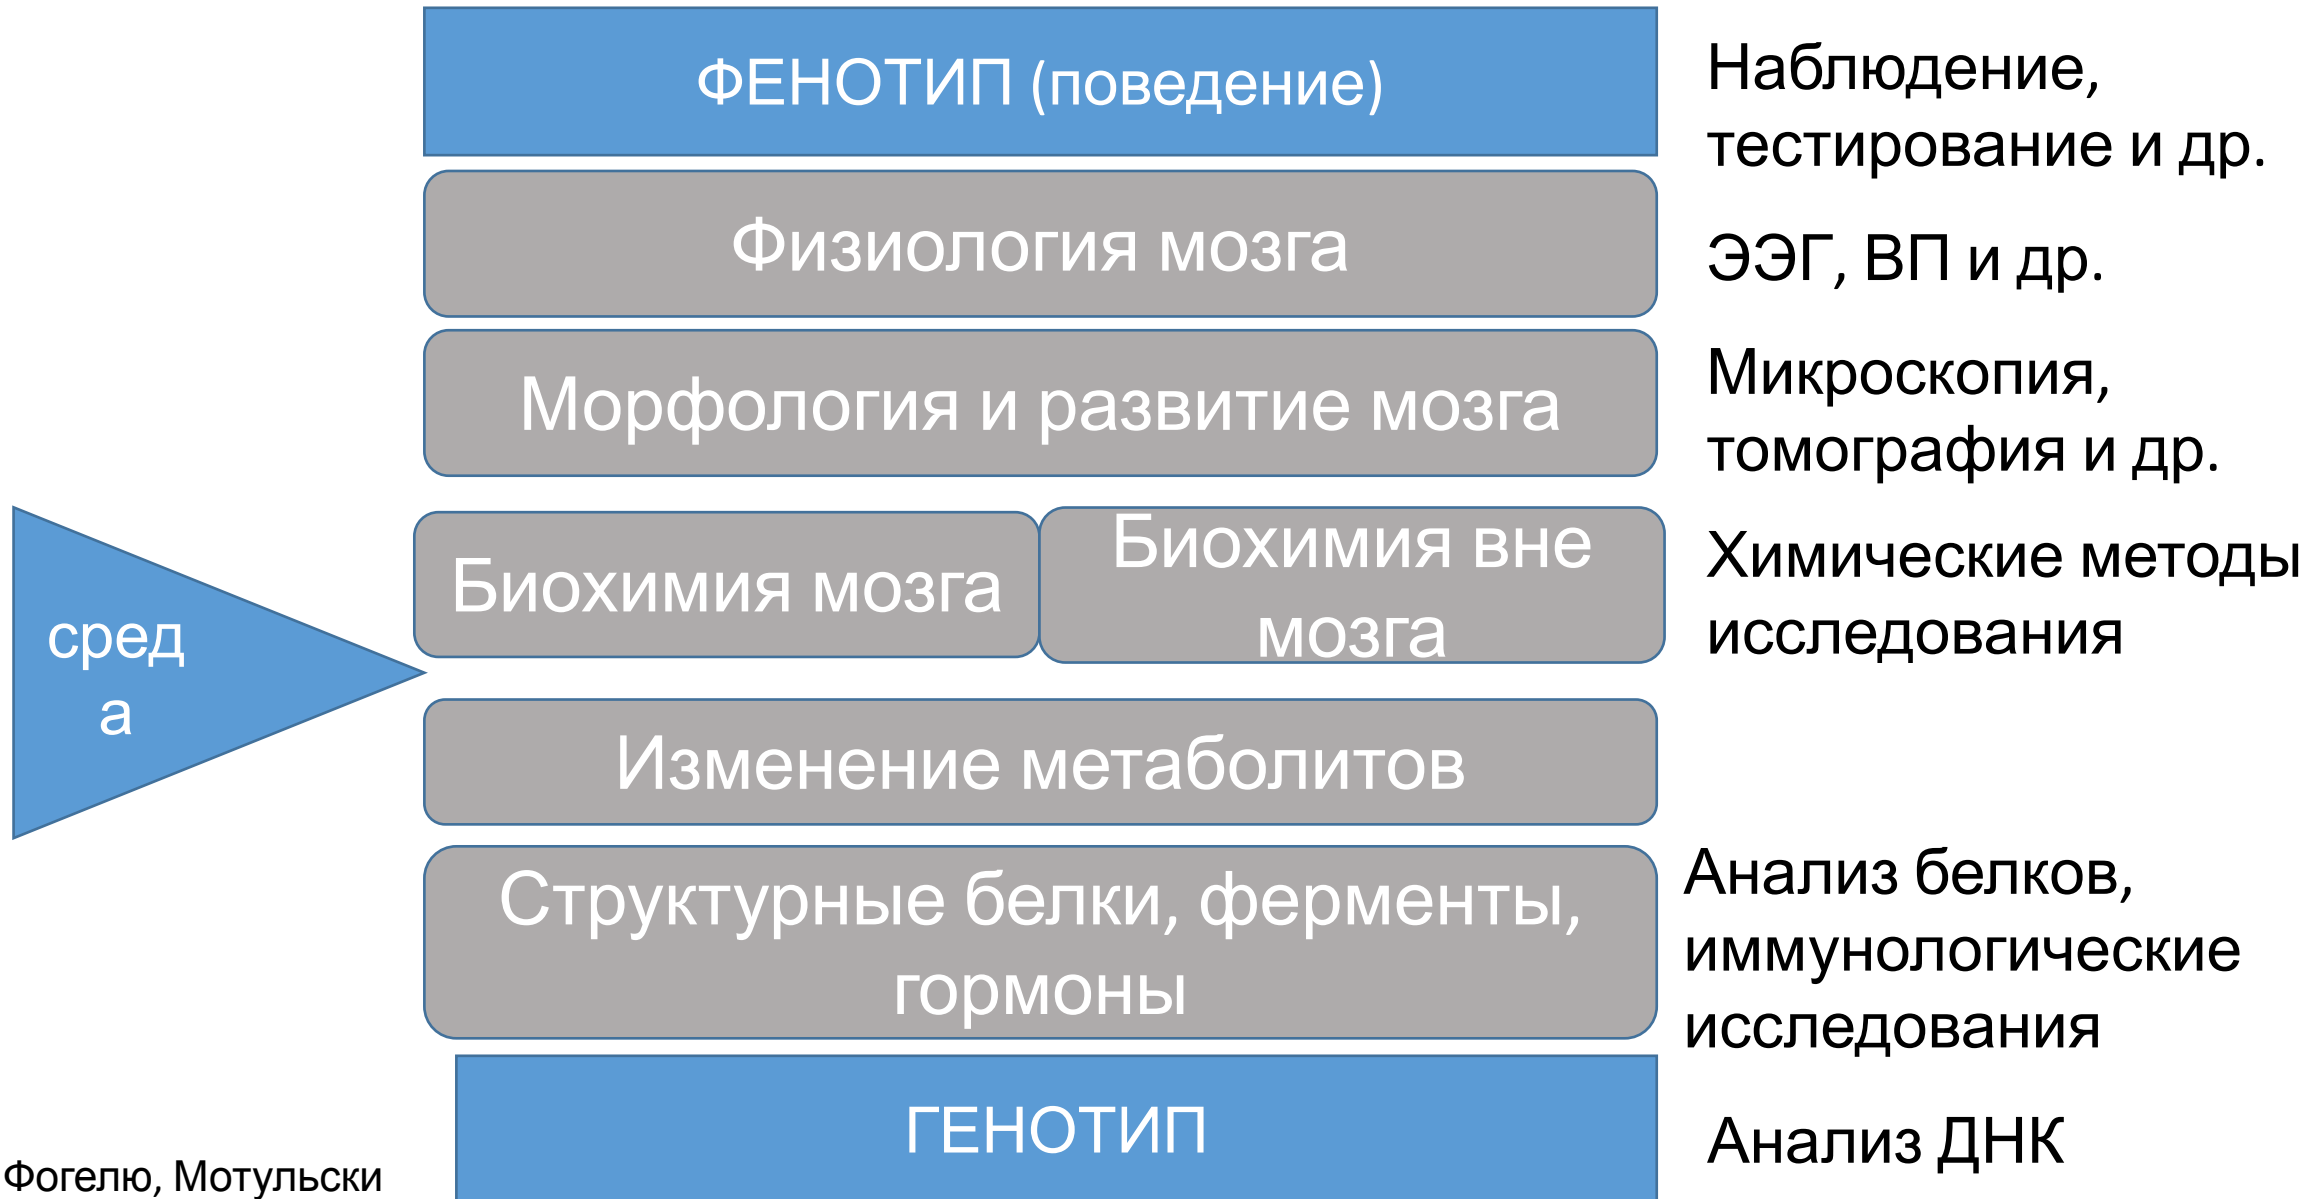 ФЕНОТИП (поведение)
Наблюдение,
тестирование и др.
Физиология мозга
ЭЭГ, ВП и др.
Морфология и развитие мозга
Микроскопия,
томография и др.
сред
а
Биохимия мозга
Биохимия вне
мозга
Химические методы
исследования
Изменение метаболитов
Структурные белки, ферменты,
гормоны
Анализ белков,
иммунологические
исследования
ГЕНОТИП
Анализ ДНК
Фогелю, Мотульски